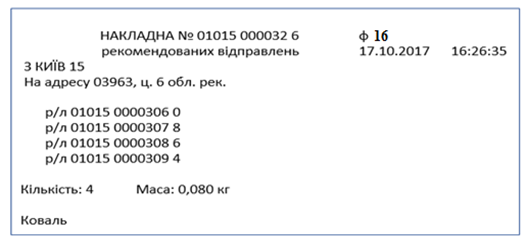 НАКЛАДНА № 01015 000032 6 ф 16
рекомендованих відправлень 17.10.2017 16:26:35
З КИЇВ 15
На адресу 03963, ц. 6 обл. рек.
р/л 01015 0000306 0
р/л 01015 0000307 8
р/л 01015 0000308 6
р/л 01015 0000309 4
Кількість: 4 Маса: 0,080 кг
Коваль